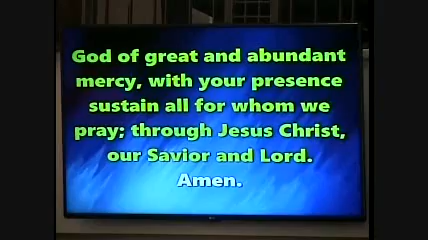 God of great and abundant
mercy, with your presence
sustain all for whom we
pray; through Jesus Christ,
our Savior and Lord.
Amen.